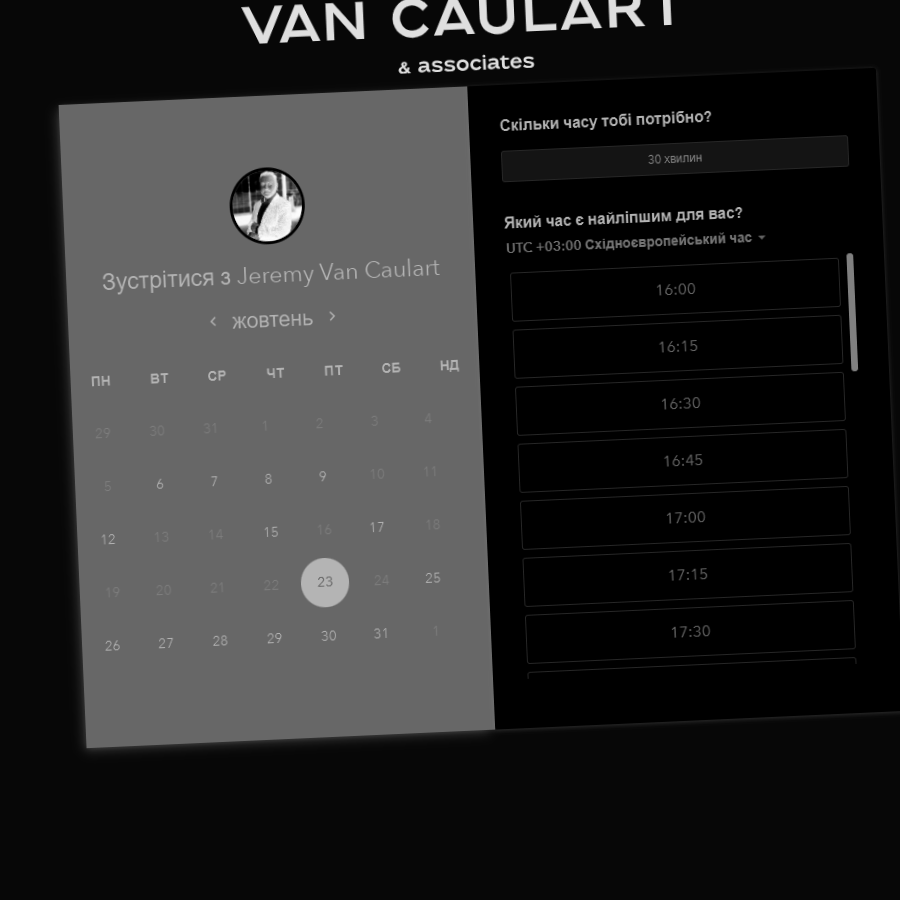 VAN CAULART
& associates
Зустрітися з Jeremy Van Caulart
‹ жовтень ›
ПН ВТ СР ЧТ ПТ СБ НД
29 30 31 1 2 3 4
5 6 7 8 9 10 11
12 13 14 15 16 17 18
19 20 21 22 23 24 25
26 27 28 29 30 31 1
Скільки часу тобі потрібно?
30 хвилин
Який час є найліпшим для вас?
UTC +03:00 Східноєвропейський час
16:00
16:15
16:30
16:45
17:00
17:15
17:30